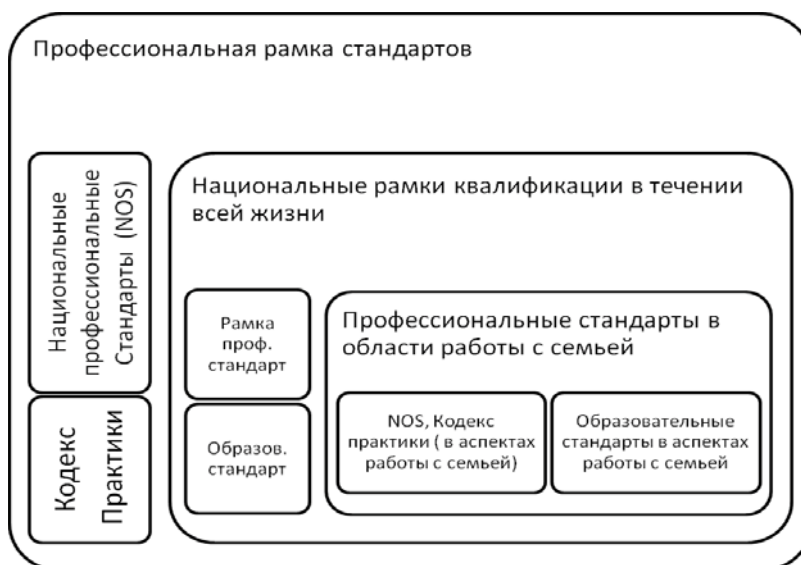 Профессиональная рамка стандартов
Национальные
профессиональные
Стандарты (NOS)
Кодекс
Практики
Национальные рамки квалификации в течении
всей жизни
Рамка
проф.
стандарт
Образов.
стандарт
Профессиональные стандарты в
области работы с семьей
NOS, Кодекс
практики ( в аспектах
работы с семьей)
Образовательные
стандарты в аспектах
работы с семьей